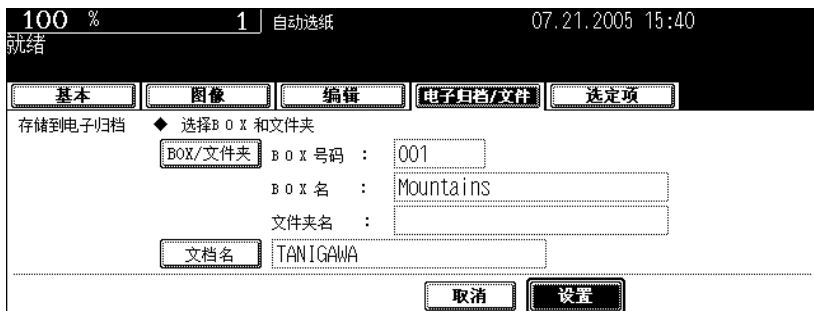 100 % 1 自动选纸 07.21.2005 15:40
就绪
基本 图像 编辑 电子归档/文件 选定项
存储到电子归档 ◆ 选择BOX和文件夹
BOX/文件夹 BOX号码 : 001
BOX名 : Mountains
文件夹名 :
文档名 TANIGAWA
取消 设置